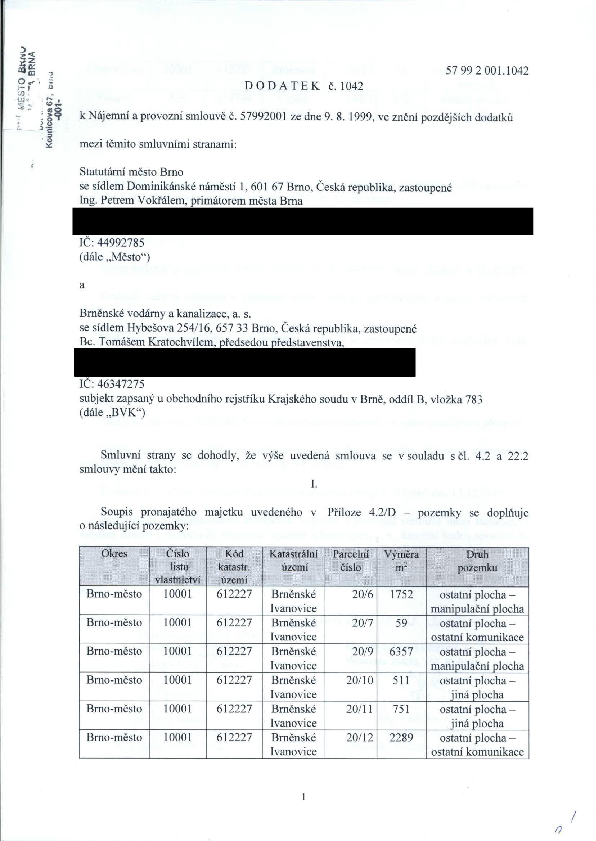 MĚSTO BRNO
BRNA
Kounicova 67,
-001-
57 99 2 001.1042
D O D A T E K č. 1042
k Nájemní a provozní smlouvě č. 57992001 ze dne 9. 8. 1999, ve znění pozdějších dodatků
mezi těmito smluvními stranami:
Statutární město Brno
se sídlem Dominikánské náměstí 1, 601 67 Brno, Česká republika, zastoupené
Ing. Petrem Vokřálem, primátorem města Brna
IČ: 44992785
(dále „Město“)
a
Brněnské vodárny a kanalizace, a. s.
se sídlem Hybešova 254/16, 657 33 Brno, Česká republika, zastoupené
Bc. Tomášem Kratochvílem, předsedou představenstva,
IČ: 46347275
subjekt zapsaný u obchodního rejstříku Krajského soudu v Brně, oddíl B, vložka 783
(dále „BVK“)
Smluvní strany se dohodly, že výše uvedená smlouva se v souladu s čl. 4.2 a 22.2
smlouvy mění takto:
I.
Soupis pronajatého majetku uvedeného v Příloze 4.2/D – pozemky se doplňuje
o následující pozemky:
Okres Číslo listu vlastnictví Kód katastr. území Katastrální území Parcelní číslo Výměra m² Druh pozemku
Brno-město 10001 612227 Brněnské Ivanovice 20/6 1752 ostatní plocha – manipulační plocha
Brno-město 10001 612227 Brněnské Ivanovice 20/7 59 ostatní plocha – ostatní komunikace
Brno-město 10001 612227 Brněnské Ivanovice 20/9 6357 ostatní plocha – manipulační plocha
Brno-město 10001 612227 Brněnské Ivanovice 20/10 511 ostatní plocha – jiná plocha
Brno-město 10001 612227 Brněnské Ivanovice 20/11 751 ostatní plocha – jiná plocha
Brno-město 10001 612227 Brněnské Ivanovice 20/12 2289 ostatní plocha – ostatní komunikace
1